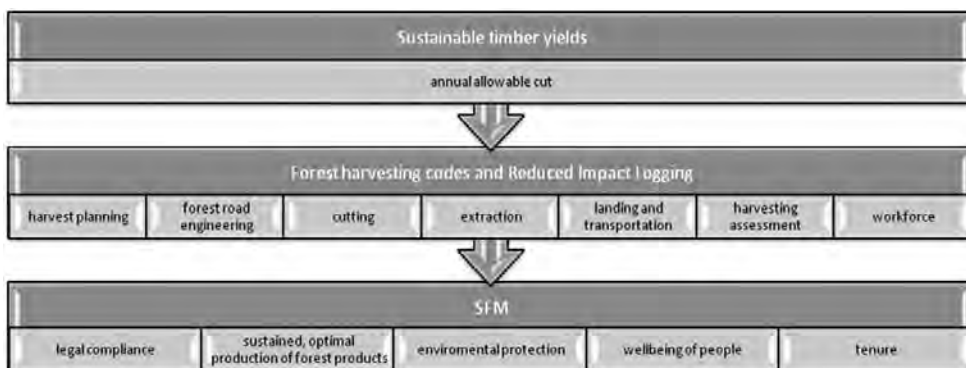 Sustainable timber yields
annual allowable cut
Forest harvesting codes and Reduced Impact Logging
harvest planning
forest road
engineering
cutting
extraction
landing and
transportation
harvesting
assessment
workforce
SFM
legal compliance
sustained, optimal
production of forest products
enviromental protection
wellbeing of people
tenure